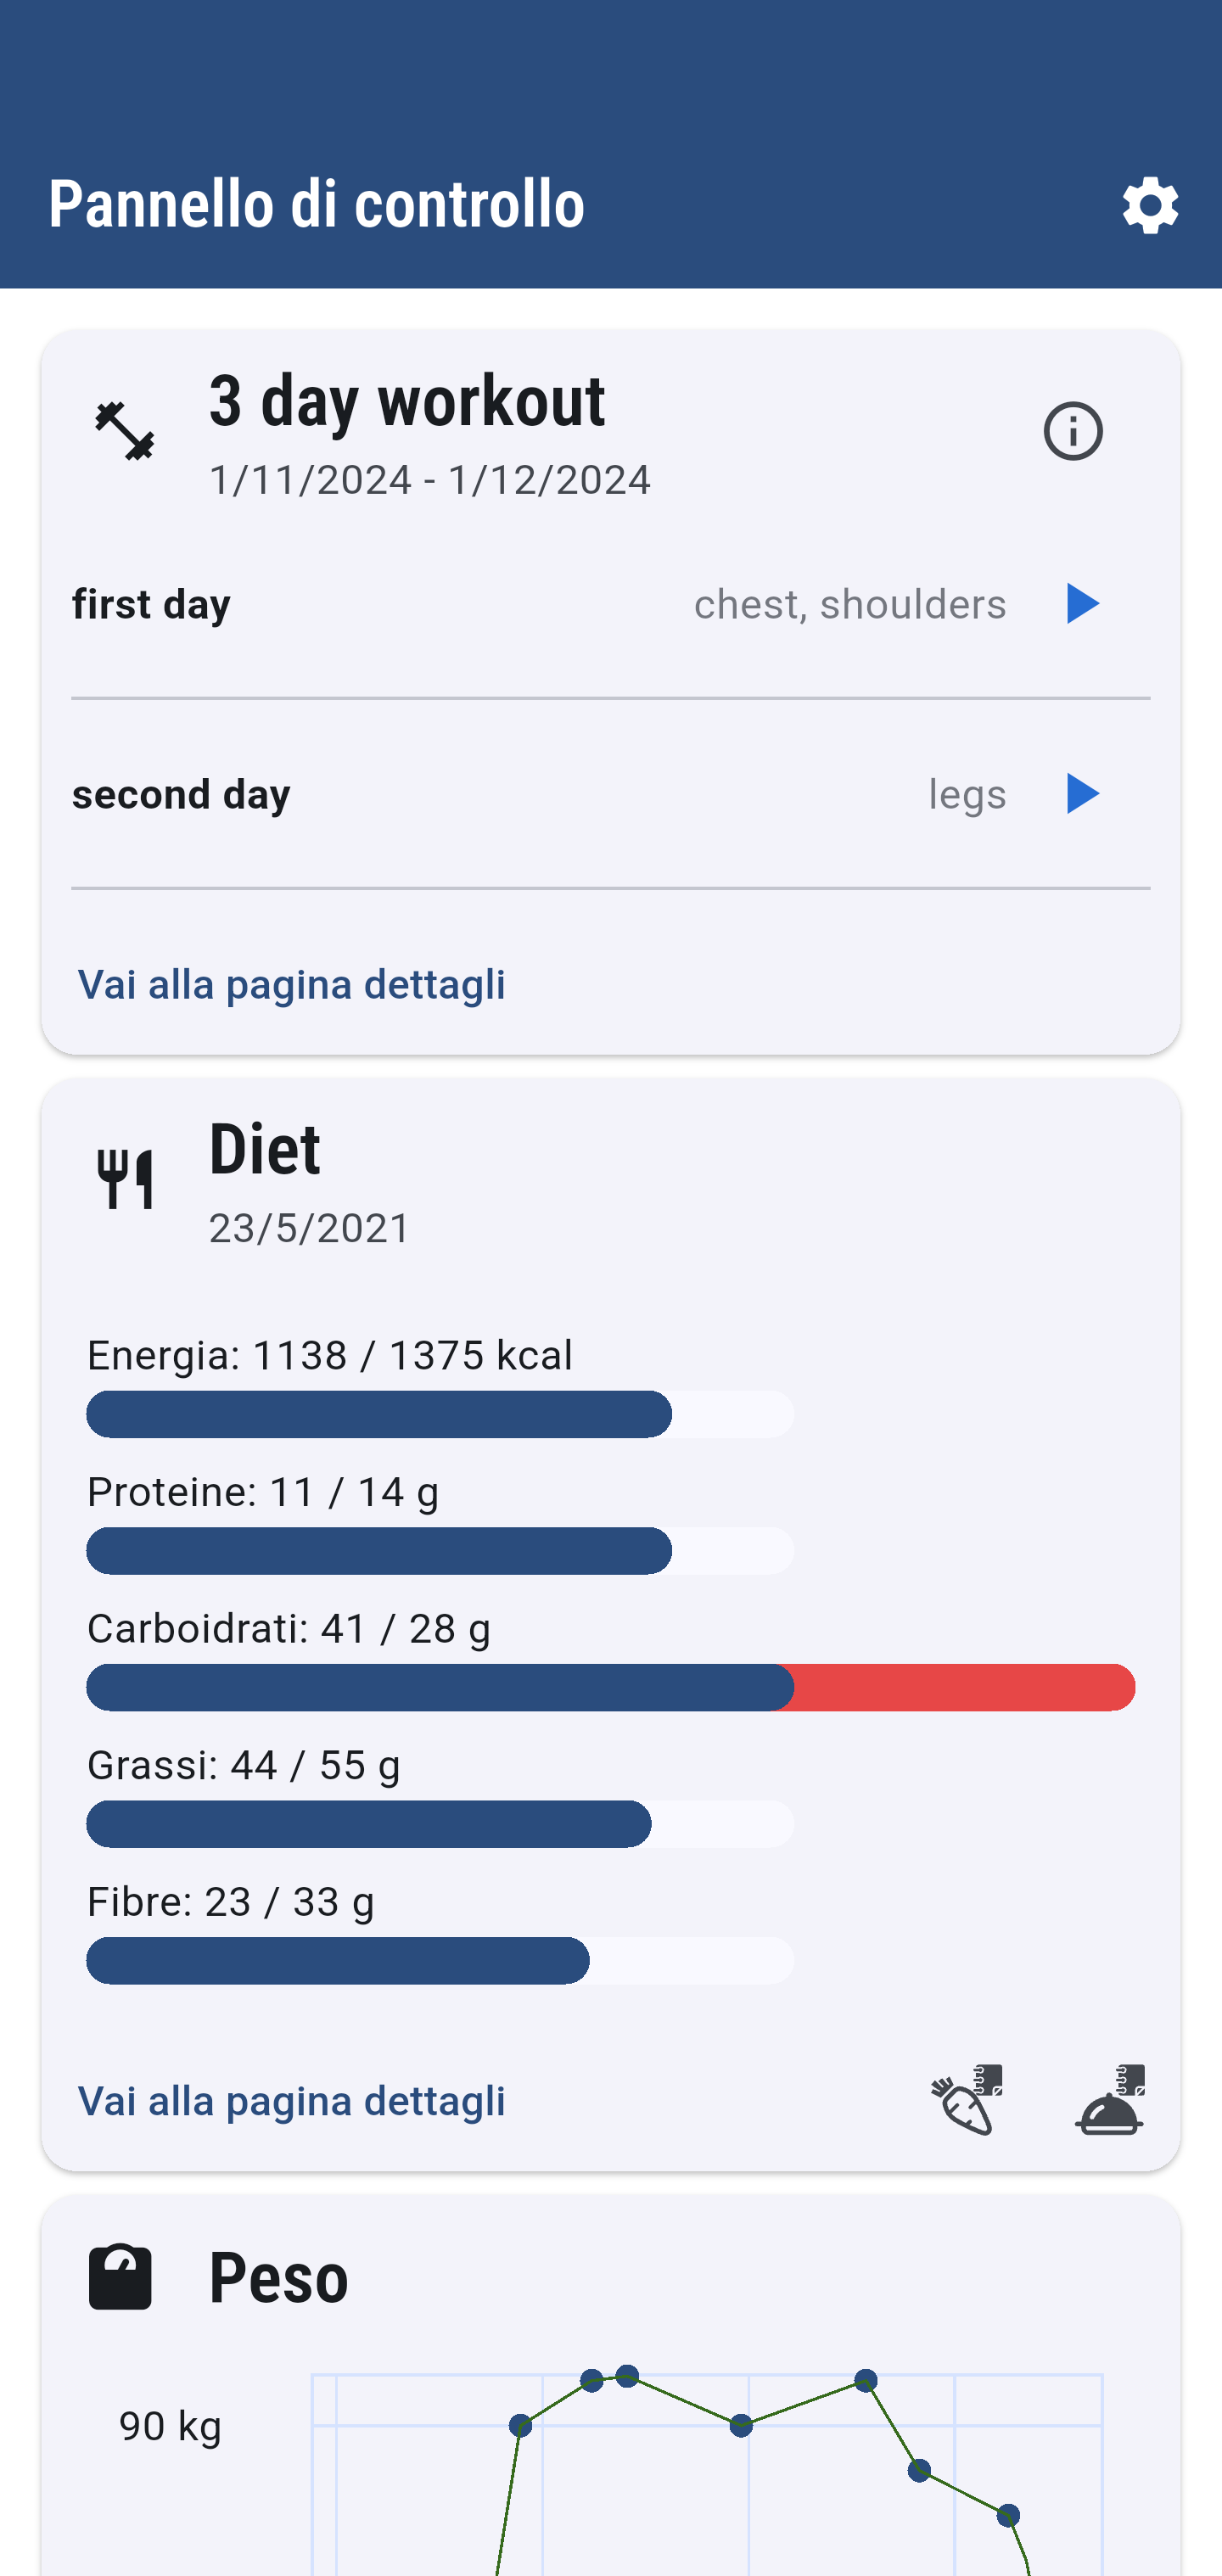 Pannello di controllo
3 day workout
1/11/2024 - 1/12/2024
first day chest, shoulders
second day legs
Vai alla pagina dettagli
Diet
23/5/2021
Energia: 1138 / 1375 kcal
Proteine: 11 / 14 g
Carboidrati: 41 / 28 g
Grassi: 44 / 55 g
Fibre: 23 / 33 g
Vai alla pagina dettagli
Peso
90 kg